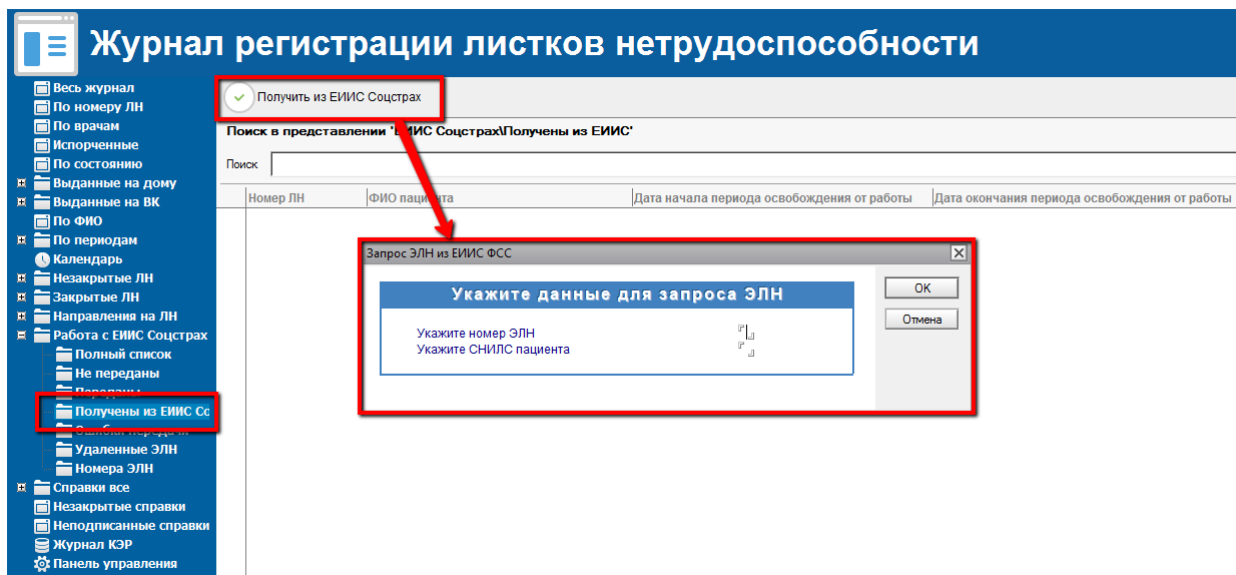 Журнал регистрации листков нетрудоспособности
Весь журнал
По номеру ЛН
По врачам
Испорченные
По состоянию
Выданные на дому
Выданные на ВК
По ФИО
По периодам
Календарь
Незакрытые ЛН
Закрытые ЛН
Направления на ЛН
Работа с ЕИИС Соцстрах
Полный список
Не переданы
Переданы
Получены из ЕИИС Сс
Ошибки передачи
Удаленные ЭЛН
Номера ЭЛН
Справки все
Незакрытые справки
Неподписанные справки
Журнал КЭР
Панель управления
Получить из ЕИИС Соцстрах
Поиск в представлении 'ЕИИС Соцстрах\Получены из ЕИИС'
Поиск
Номер ЛН ФИО пациента Дата начала периода освобождения от работы Дата окончания периода освобождения от работы
Запрос ЭЛН из ЕИИС ФСС
Укажите данные для запроса ЭЛН
Укажите номер ЭЛН
Укажите СНИЛС пациента
OK
Отмена